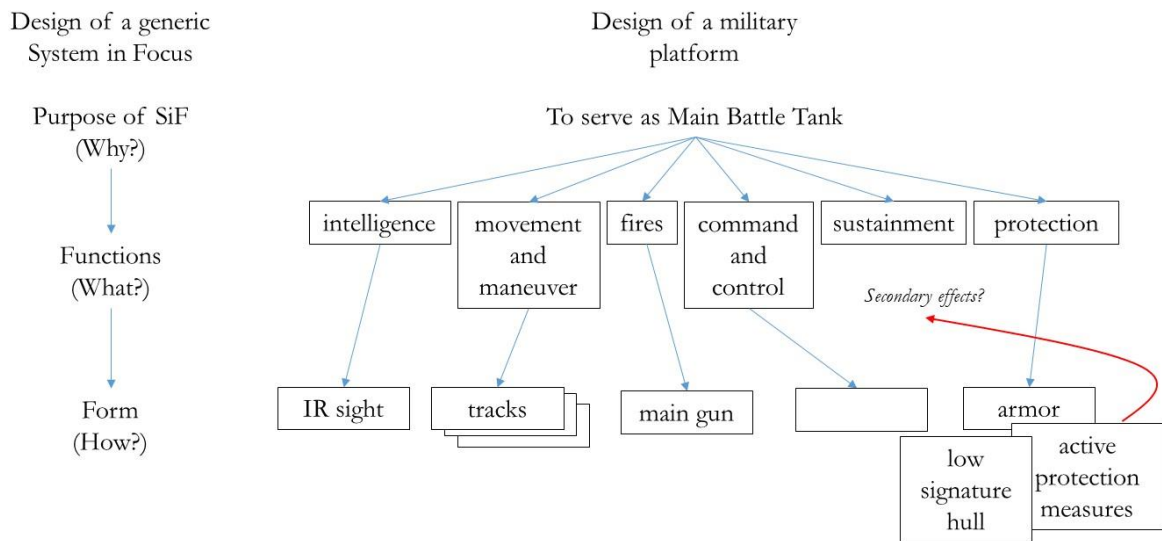 Design of a generic
System in Focus
Design of a military
platform
Purpose of SiF
(Why?)
To serve as Main Battle Tank
intelligence
movement
and
maneuver
fires
command
and
control
sustainment
protection
Functions
(What?)
Secondary effects?
Form
(How?)
IR sight
tracks
main gun
armor
low
signature
hull
active
protection
measures